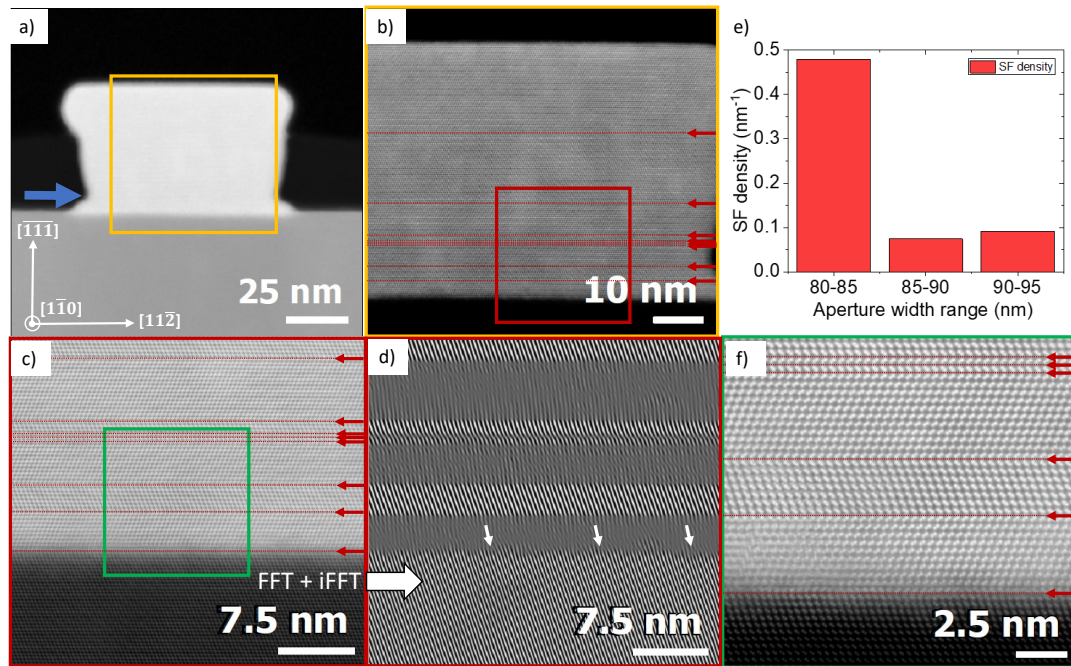 a)
[1̅1̅1̅]
[11̅0]
[112̅]
25 nm
b)
10 nm
e)
0.5
0.4
0.3
0.2
0.1
0.0
SF density (nm⁻¹)
SF density
80-85
85-90
90-95
Aperture width range (nm)
c)
FFT + iFFT
7.5 nm
d)
7.5 nm
f)
2.5 nm